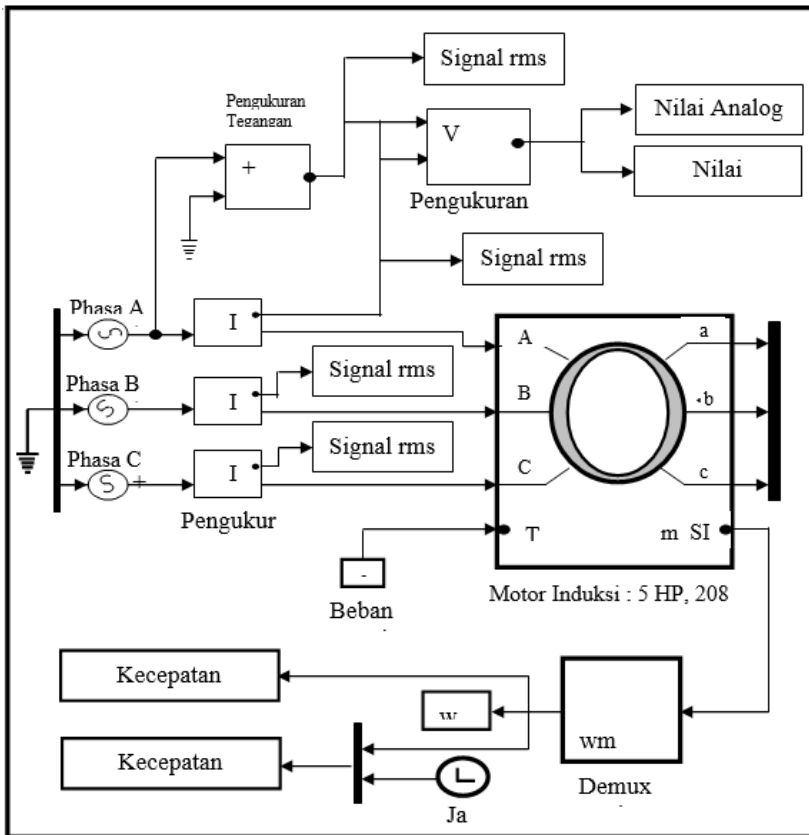 Signal rms
Pengukuran
Tegangan
Nilai Analog
+
V
Nilai
Pengukuran
Signal rms
Phasa A
I
A
a
Signal rms
Phasa B
I
B
b
Signal rms
Phasa C
+
I
C
c
Pengukur
T
m SI
-
Beban
Motor Induksi : 5 HP, 208
Kecepatan
w
wm
Kecepatan
Demux
Ja